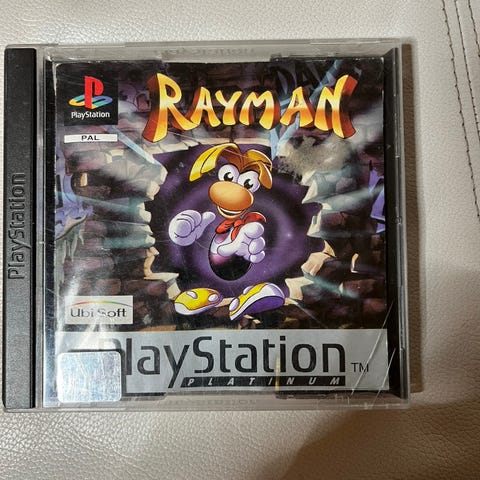 PlayStation
PlayStation
PAL
RAYMAN
Ubi Soft
PlayStation TM
PLATINUM